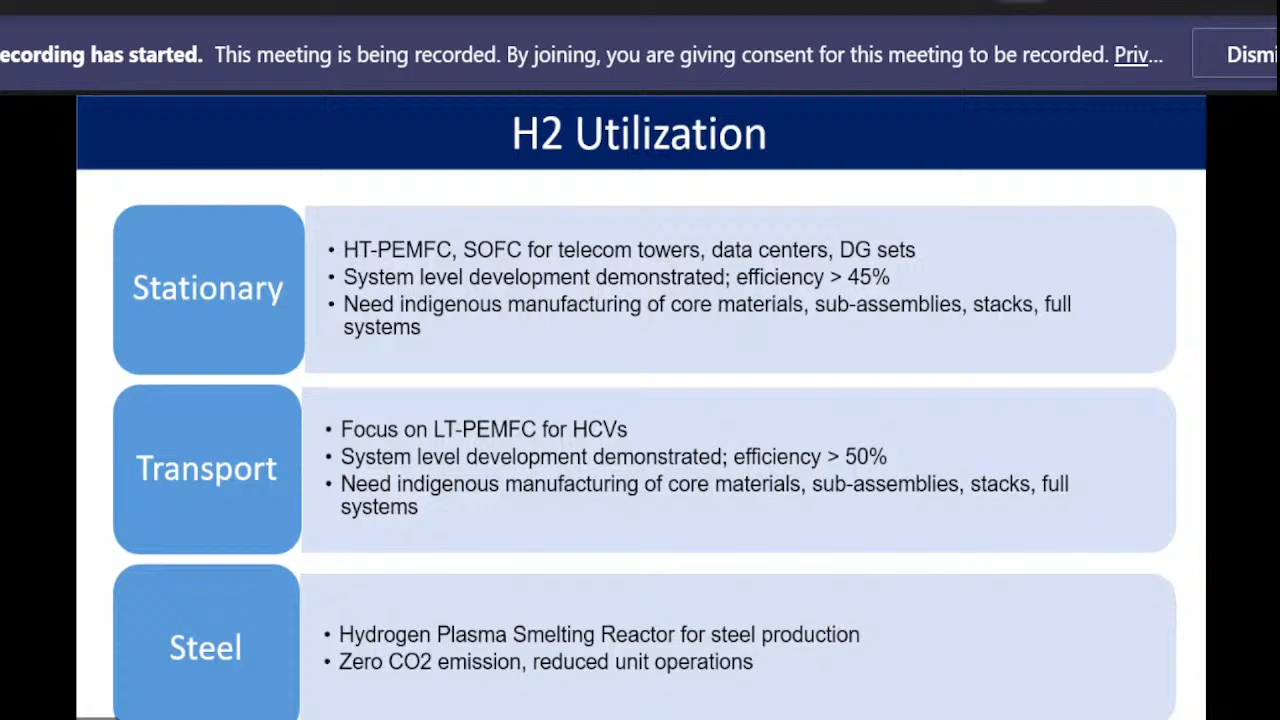 ecording has started. This meeting is being recorded. By joining, you are giving consent for this meeting to be recorded. Priv...
H2 Utilization
Stationary
• HT-PEMFC, SOFC for telecom towers, data centers, DG sets
• System level development demonstrated; efficiency > 45%
• Need indigenous manufacturing of core materials, sub-assemblies, stacks, full
systems
Transport
• Focus on LT-PEMFC for HCVs
• System level development demonstrated; efficiency > 50%
• Need indigenous manufacturing of core materials, sub-assemblies, stacks, full
systems
Steel
• Hydrogen Plasma Smelting Reactor for steel production
• Zero CO2 emission, reduced unit operations